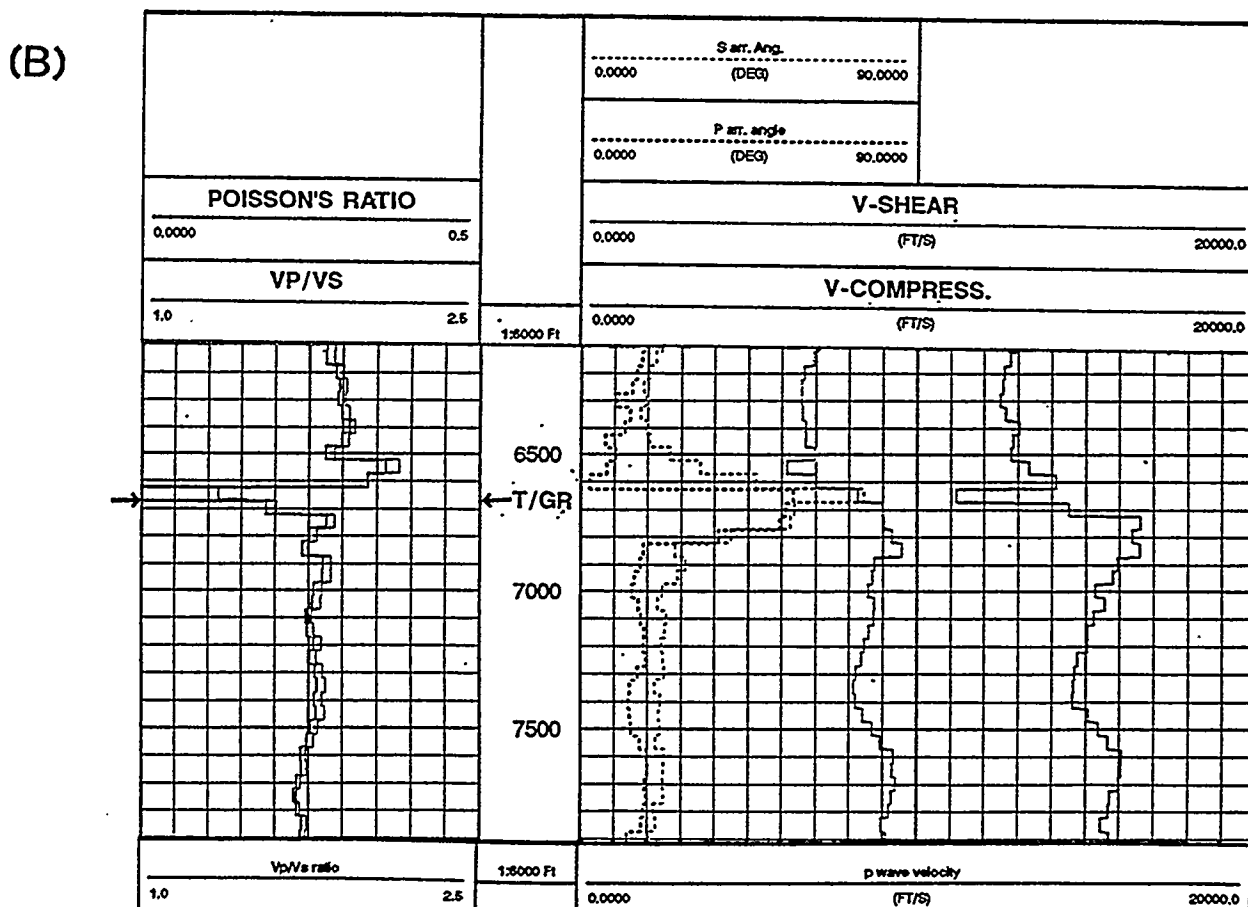 (B)
S arr. Ang.
0.0000 (DEG) 90.0000
P arr. angle
0.0000 (DEG) 90.0000
POISSON'S RATIO
0.0000 0.5
V-SHEAR
0.0000 (FT/S) 20000.0
VP/VS
1.0 2.5
1:6000 Ft
V-COMPRESS.
0.0000 (FT/S) 20000.0
6500
T/GR
7000
7500
Vp/Vs ratio
1.0 2.5
1:6000 Ft
p wave velocity
0.0000 (FT/S) 20000.0